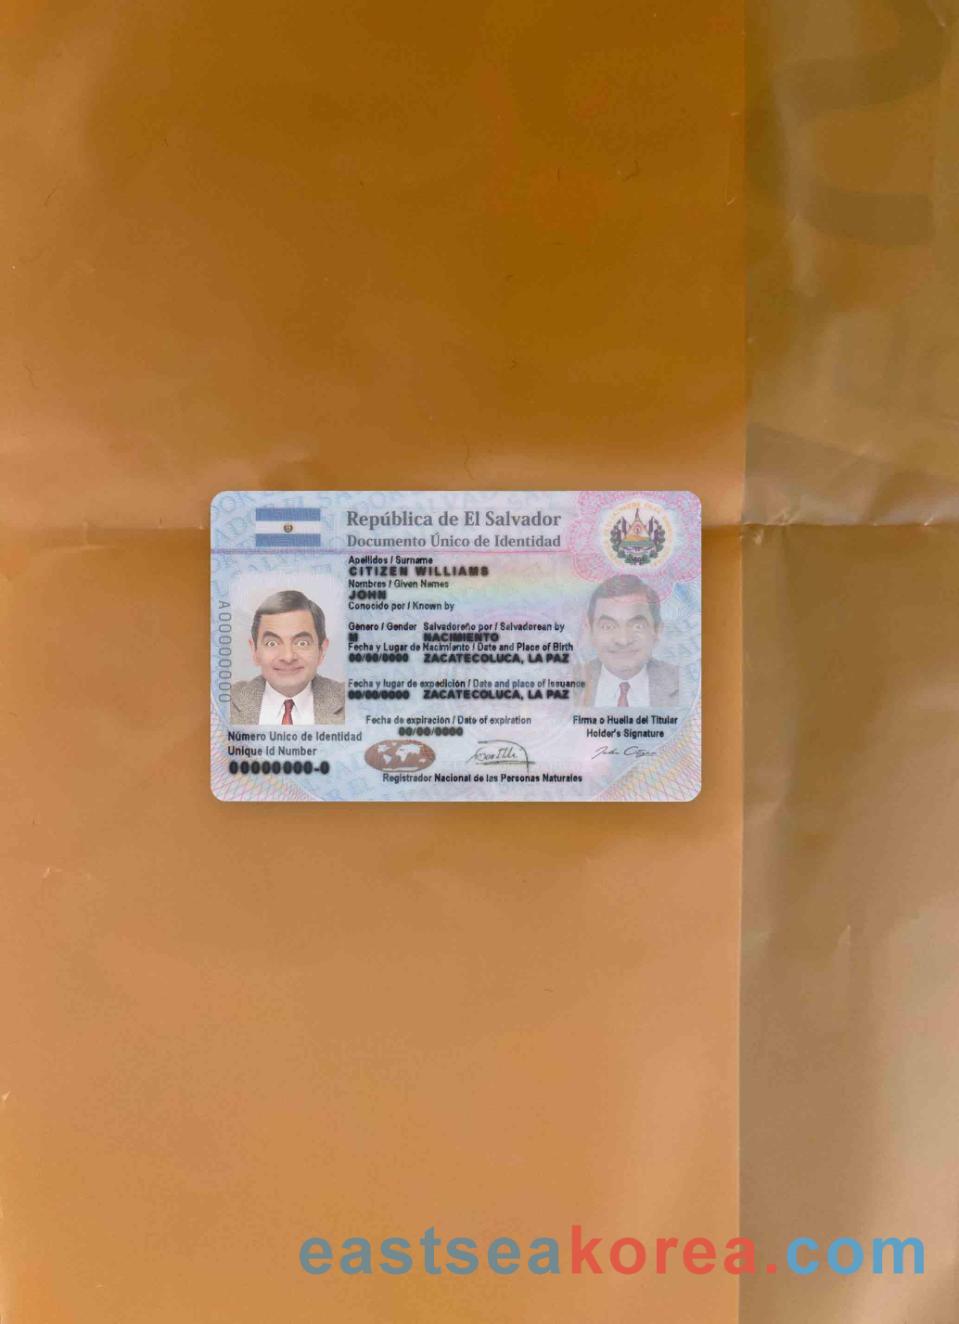 República de El Salvador
Documento Único de Identidad
Apellidos / Surname
CITIZEN WILLIAMS
Nombres / Given Names
JOHN
Conocido por / Known by
Género / Gender Salvadoreño por / Salvadorean by
M NACIMIENTO
Fecha y Lugar de Nacimiento / Date and Place of Birth
00/00/0000 ZACATECOLUCA, LA PAZ
Fecha y lugar de expedición / Date and place of Issuance
00/00/0000 ZACATECOLUCA, LA PAZ
Fecha de expiración / Date of expiration
00/00/0000
Firma o Huella del Titular
Holder's Signature
Número Unico de Identidad
Unique Id Number
00000000-0
Registrador Nacional de las Personas Naturales
A00000000
eastseakorea.com